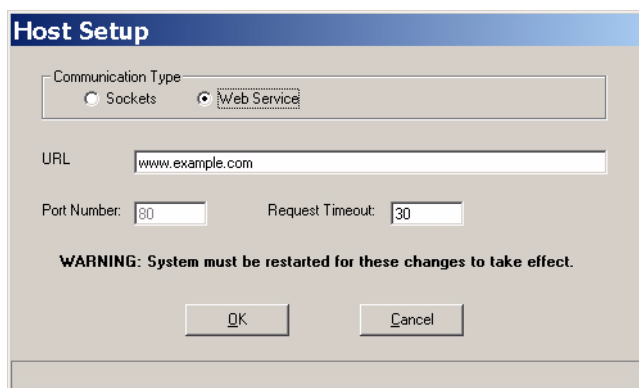 Host Setup
Communication Type
Sockets Web Service
URL www.example.com
Port Number: 80 Request Timeout: 30
WARNING: System must be restarted for these changes to take effect.
OK Cancel